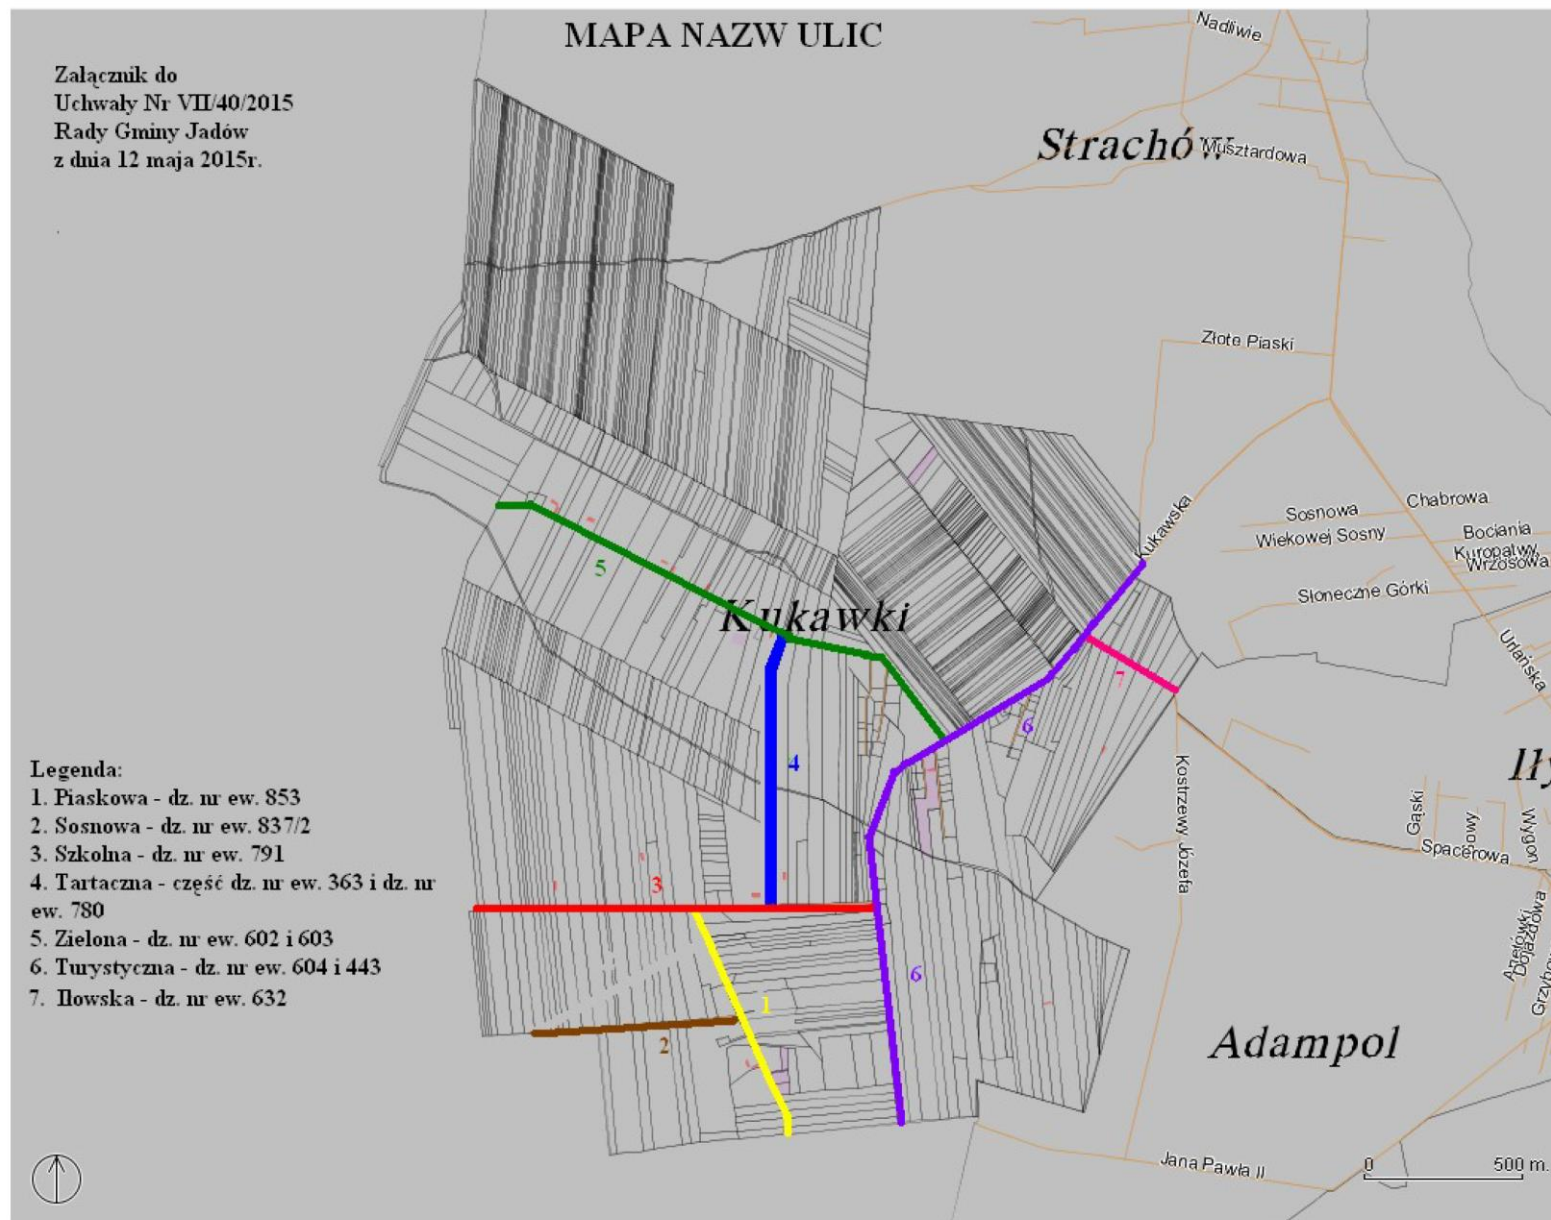 MAPA NAZW ULIC
Załącznik do
Uchwały Nr VII/40/2015
Rady Gminy Jadów
z dnia 12 maja 2015r.
Nadliwie
Strachów
Musztardowa
Złote Piaski
Kukawska
Sosnowa
Chabrowa
Wiekowej Sosny
Bociania
Kuropatwy
Wrzosowa
Słoneczne Górki
Urlańska
5
Kukawki
7
6
4
Kostrzewy Józefa
Gąski
Wygon
Spacerowa
Legenda:
1. Piaskowa - dz. nr ew. 853
2. Sosnowa - dz. nr ew. 837/2
3. Szkolna - dz. nr ew. 791
4. Tartaczna - część dz. nr ew. 363 i dz. nr
ew. 780
5. Zielona - dz. nr ew. 602 i 603
6. Turystyczna - dz. nr ew. 604 i 443
7. Iłowska - dz. nr ew. 632
3
6
1
2
Dojazdowa
Adampol
Jana Pawła II
0 500 m.